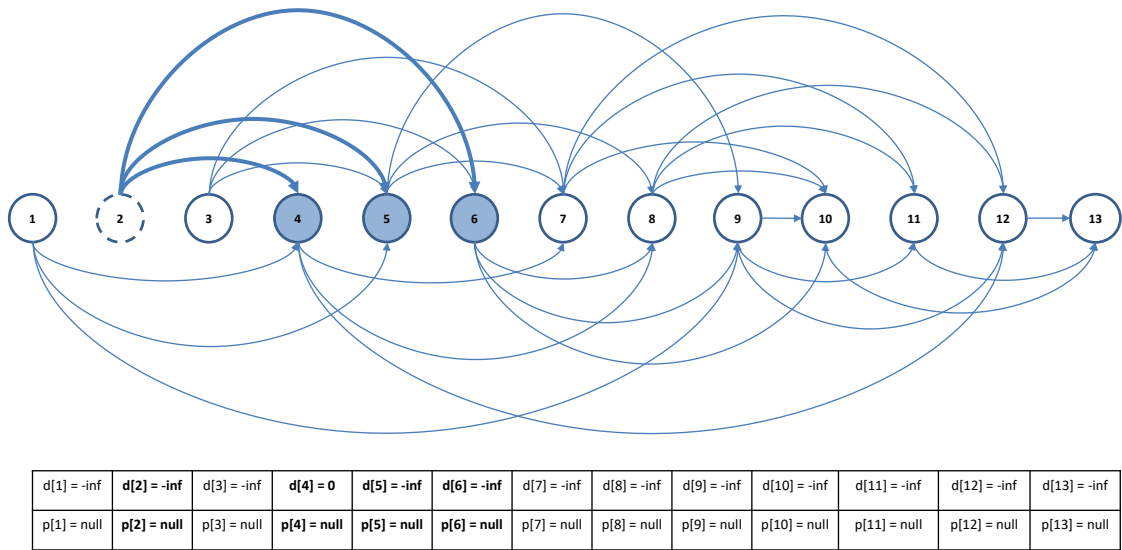 1 2 3 4 5 6 7 8 9 10 11 12 13
d[1] = -inf d[2] = -inf d[3] = -inf d[4] = 0 d[5] = -inf d[6] = -inf d[7] = -inf d[8] = -inf d[9] = -inf d[10] = -inf d[11] = -inf d[12] = -inf d[13] = -inf
p[1] = null p[2] = null p[3] = null p[4] = null p[5] = null p[6] = null p[7] = null p[8] = null p[9] = null p[10] = null p[11] = null p[12] = null p[13] = null